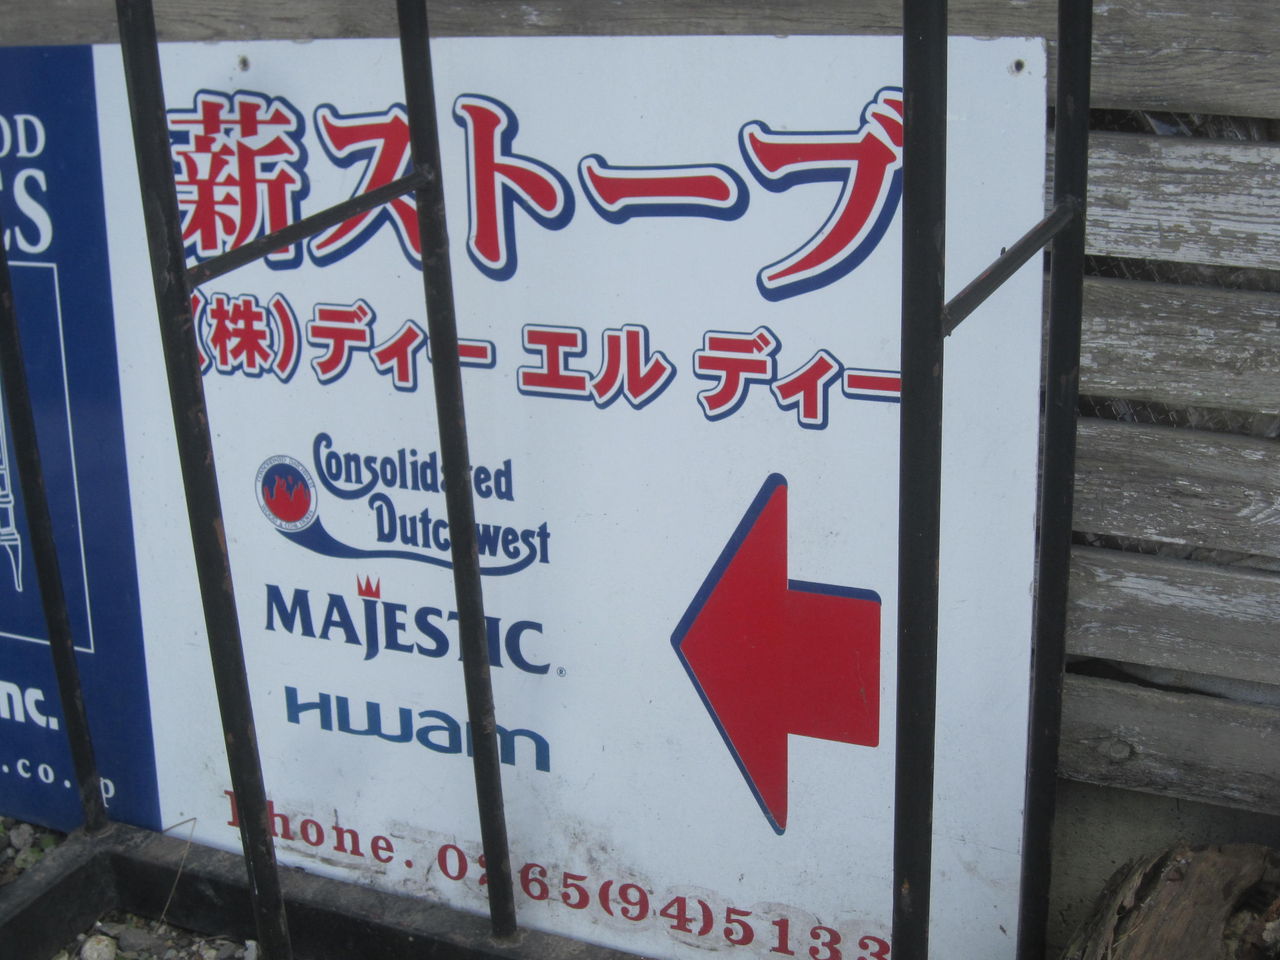 薪ストーブ
(株)ディー エル ディー
Consolidated
Dutchwest
MAJESTIC®
HWAM
Phone. 0265(94)5133
OD
ES
Inc.
.co.jp